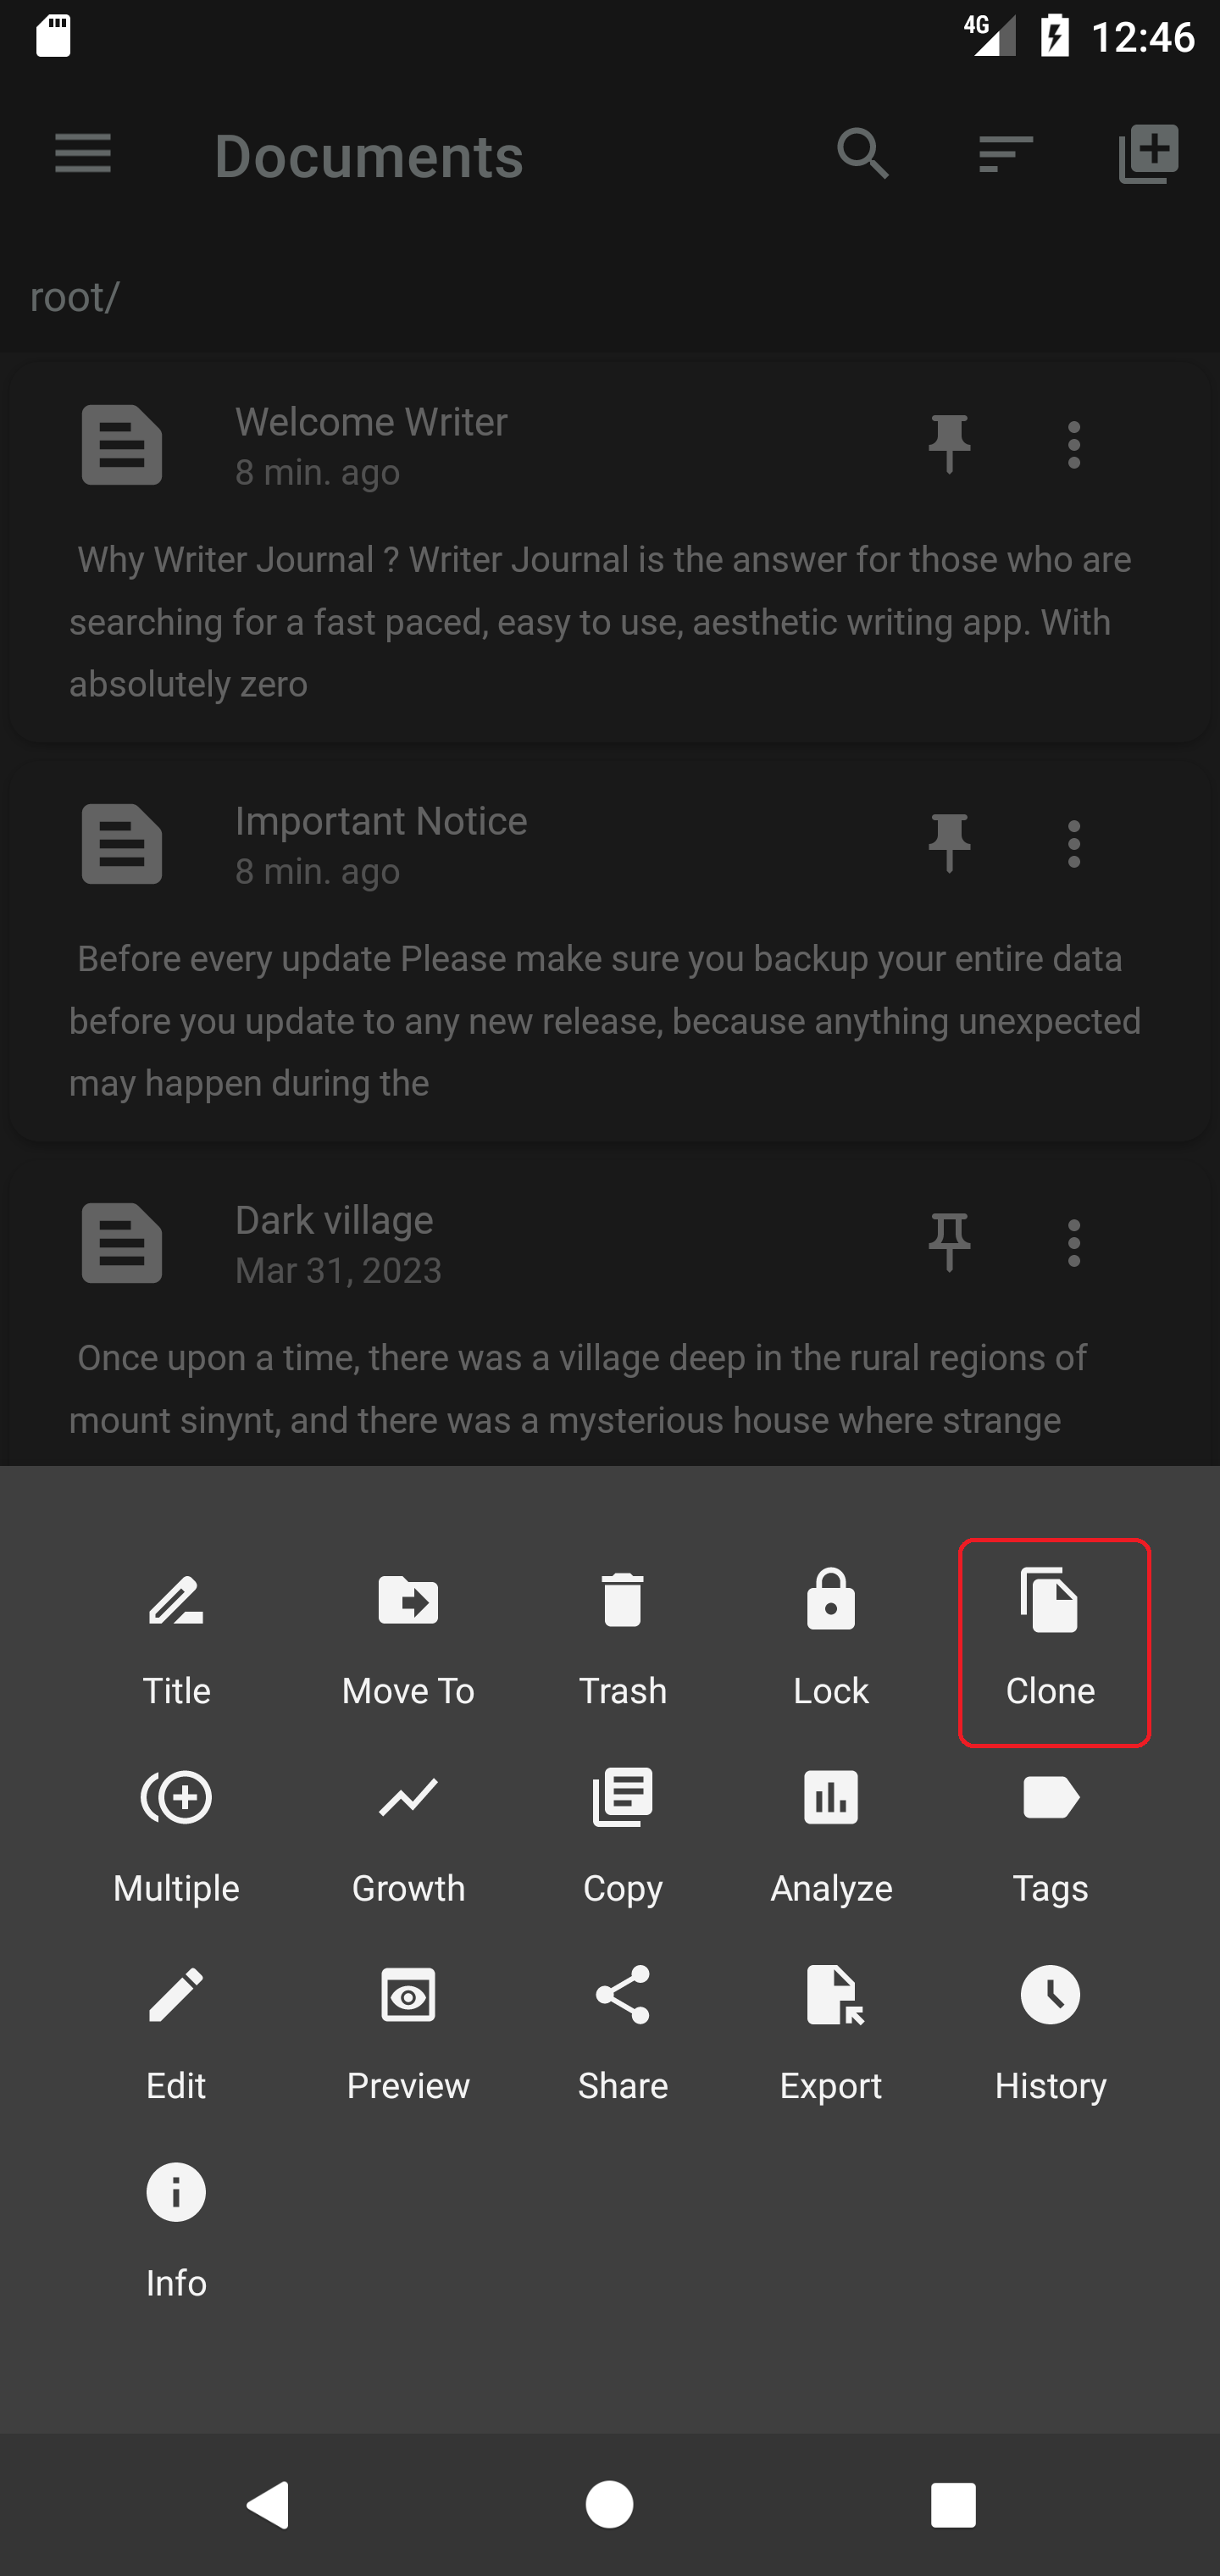 4G 12:46
Documents
root/
Welcome Writer
8 min. ago
Why Writer Journal ? Writer Journal is the answer for those who are
searching for a fast paced, easy to use, aesthetic writing app. With
absolutely zero
Important Notice
8 min. ago
Before every update Please make sure you backup your entire data
before you update to any new release, because anything unexpected
may happen during the
Dark village
Mar 31, 2023
Once upon a time, there was a village deep in the rural regions of
mount sinynt, and there was a mysterious house where strange
Title Move To Trash Lock Clone
Multiple Growth Copy Analyze Tags
Edit Preview Share Export History
Info